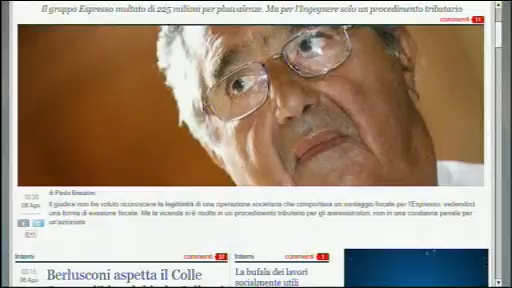 Il gruppo Espresso multato di 225 milioni per plusvalenze. Ma per l'Ingegnere solo un procedimento tributario
commenti 11
di Paolo Bracalini
08 Ago
Il giudice non ha voluto riconoscere la legittimità di una operazione societaria che comportava un vantaggio fiscale per l'Espresso, vedendoci
una forma di evasione fiscale. Ma la vicenda si è risolta in un procedimento tributario per gli amministratori, non in una condanna penale per
un'azionista
Interni commenti
Berlusconi aspetta il Colle
08 Ago
Interni commenti 1
La bufala dei lavori
socialmente utili